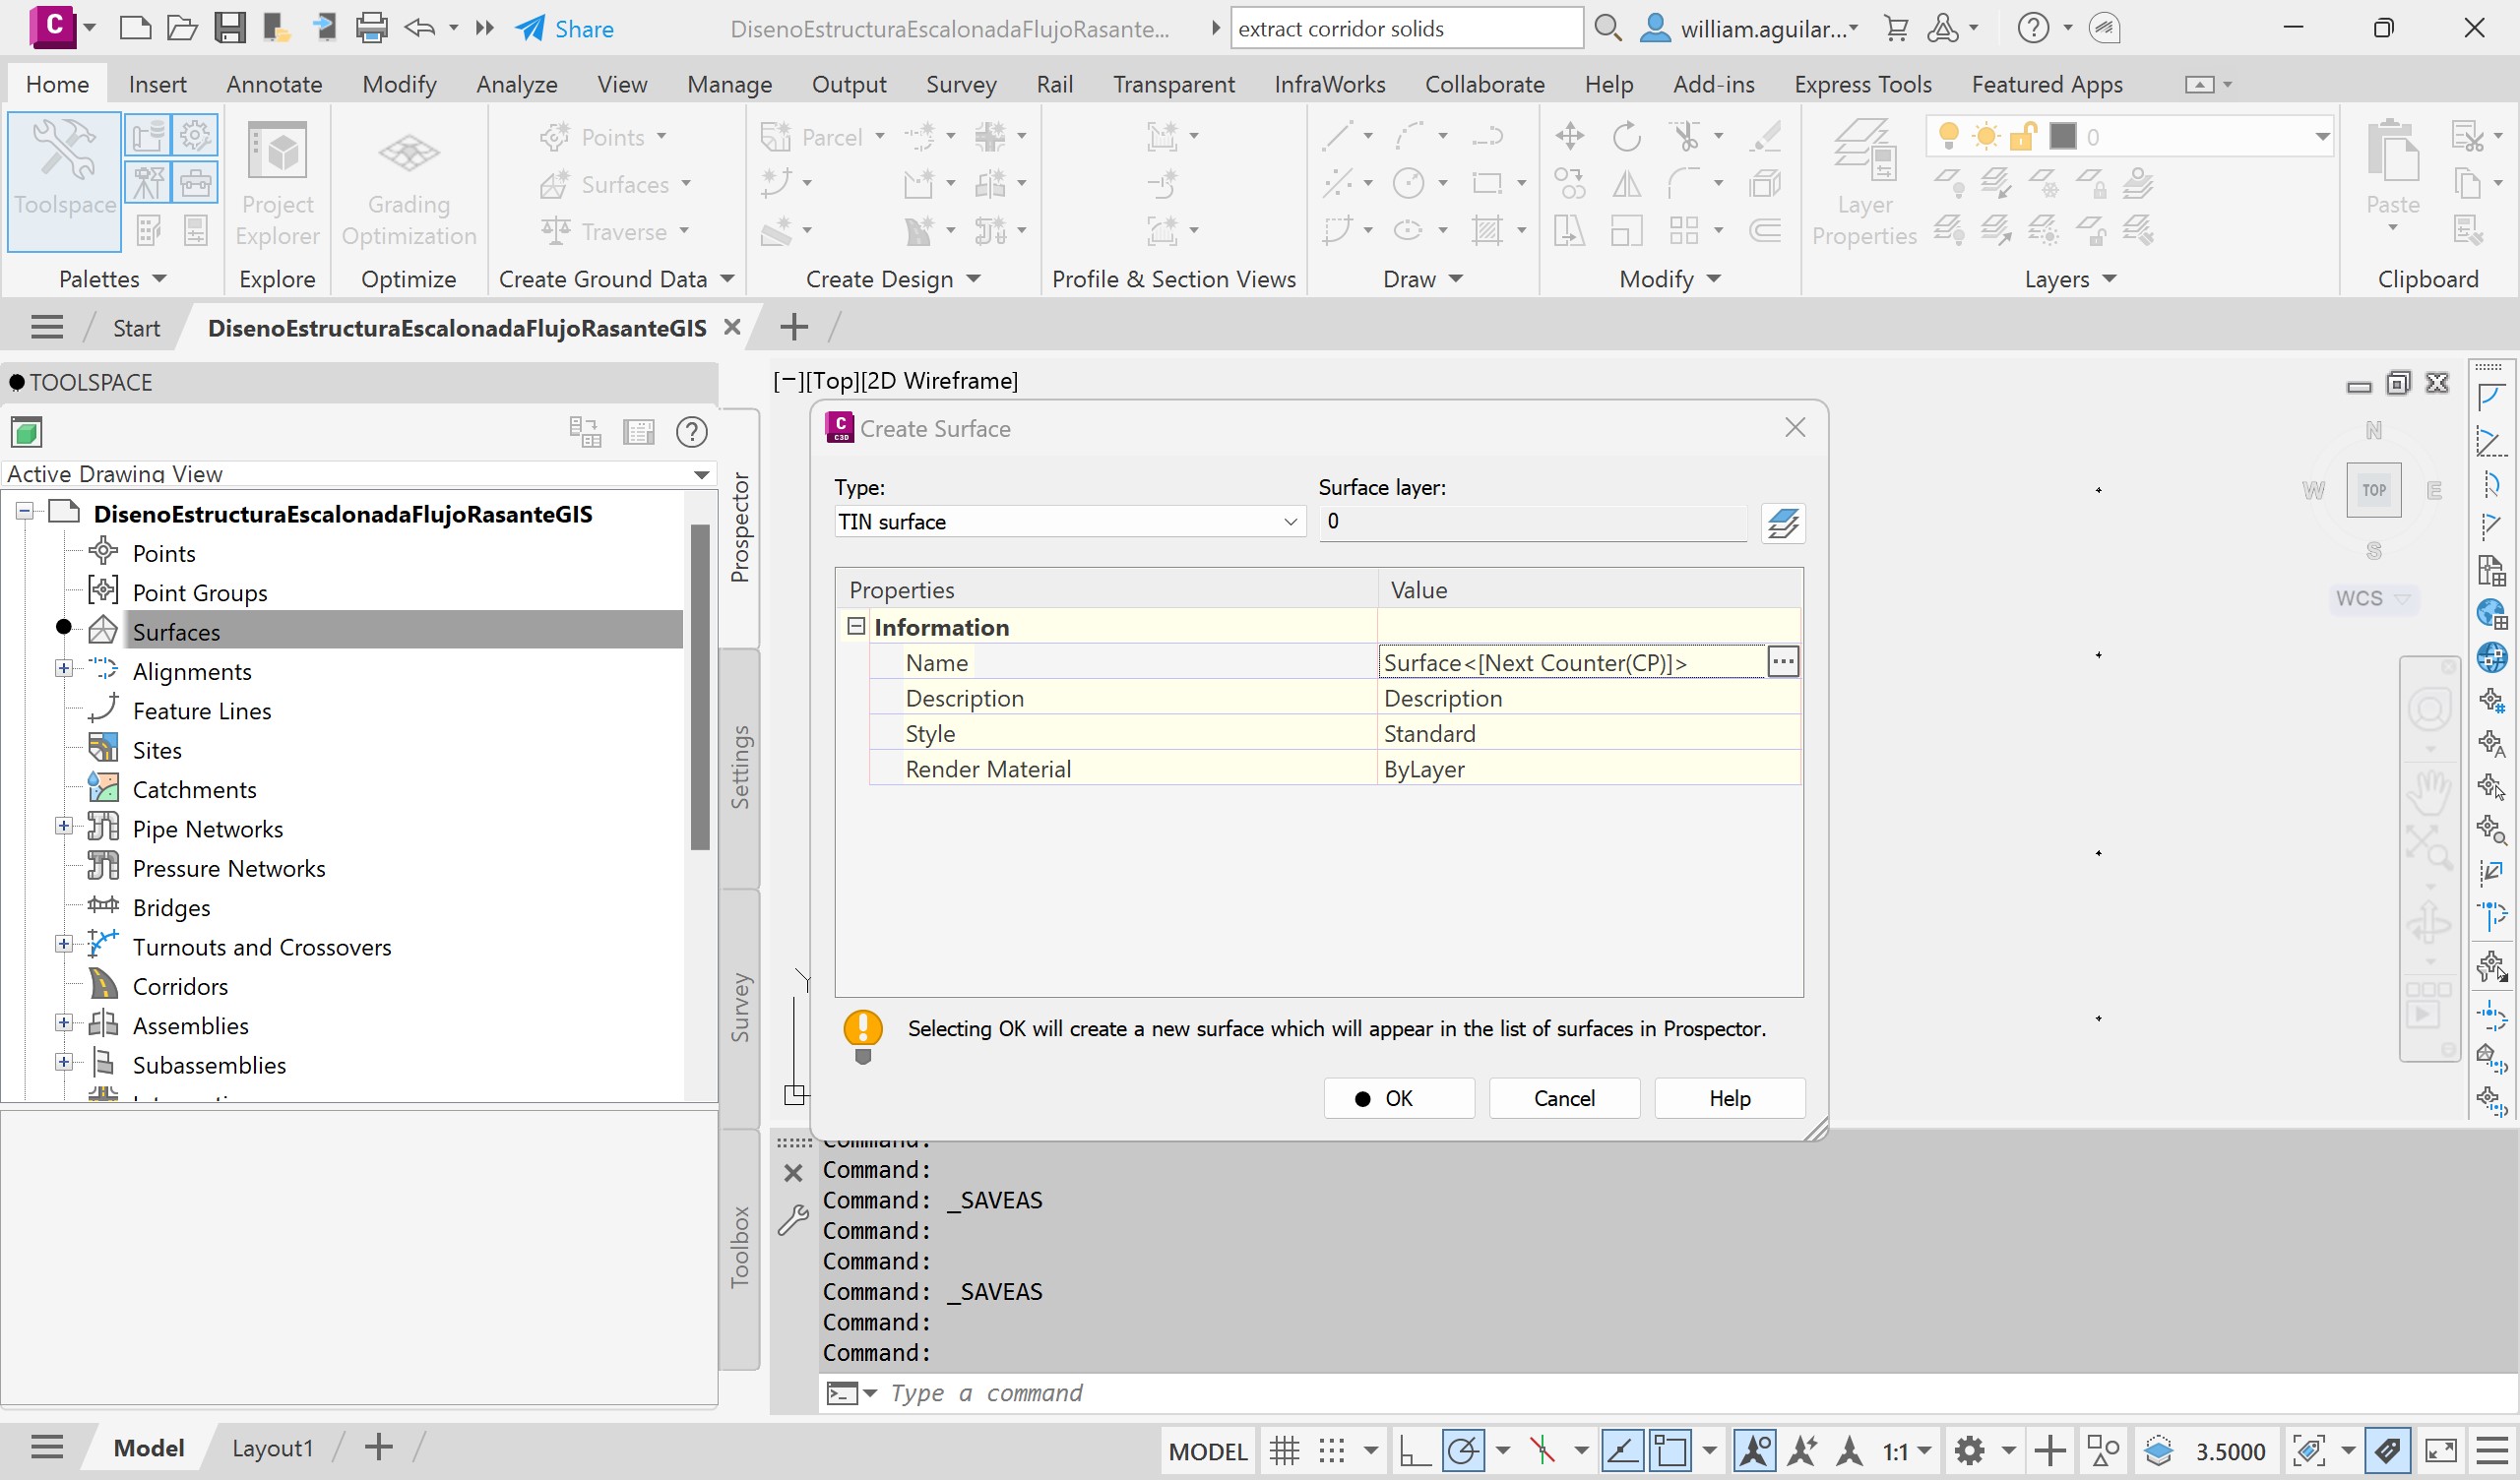 C
Share
DisenoEstructuraEscalonadaFlujoRasante...
extract corridor solids
william.aguilar...
Home
Insert
Annotate
Modify
Analyze
View
Manage
Output
Survey
Rail
Transparent
InfraWorks
Collaborate
Help
Add-ins
Express Tools
Featured Apps
Toolspace
Project Explorer
Grading Optimization
Points
Surfaces
Traverse
Parcel
Layer Properties
0
Paste
Palettes
Explore
Optimize
Create Ground Data
Create Design
Profile & Section Views
Draw
Modify
Layers
Clipboard
Start
DisenoEstructuraEscalonadaFlujoRasanteGIS
TOOLSPACE
Active Drawing View
DisenoEstructuraEscalonadaFlujoRasanteGIS
Points
Point Groups
Surfaces
Alignments
Feature Lines
Sites
Catchments
Pipe Networks
Pressure Networks
Bridges
Turnouts and Crossovers
Corridors
Assemblies
Subassemblies
Prospector
Settings
Survey
Toolbox
[−][Top][2D Wireframe]
C
C3D
Create Surface
Type:
Surface layer:
TIN surface
0
Properties
Value
Information
Name
Surface<[Next Counter(CP)]>
...
Description
Description
Style
Standard
Render Material
ByLayer
Selecting OK will create a new surface which will appear in the list of surfaces in Prospector.
OK
Cancel
Help
N
W
TOP
E
S
WCS
Y
Command:
Command:
Command: _SAVEAS
Command:
Command:
Command: _SAVEAS
Command:
Command:
Type a command
Model
Layout1
MODEL
1:1
3.5000